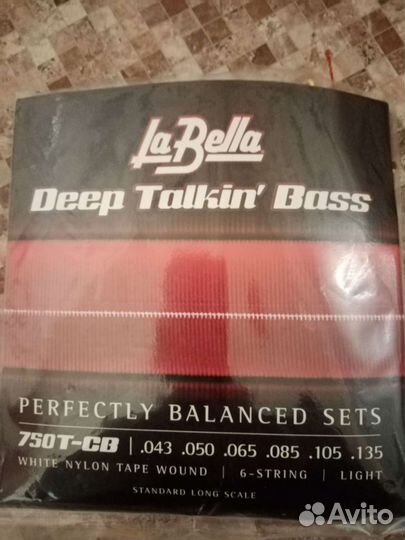 La Bella
Deep Talkin' Bass
PERFECTLY BALANCED SETS
750T-CB | .043 .050 .065 .085 .105 .135
WHITE NYLON TAPE WOUND | 6-STRING | LIGHT
STANDARD LONG SCALE
Avito